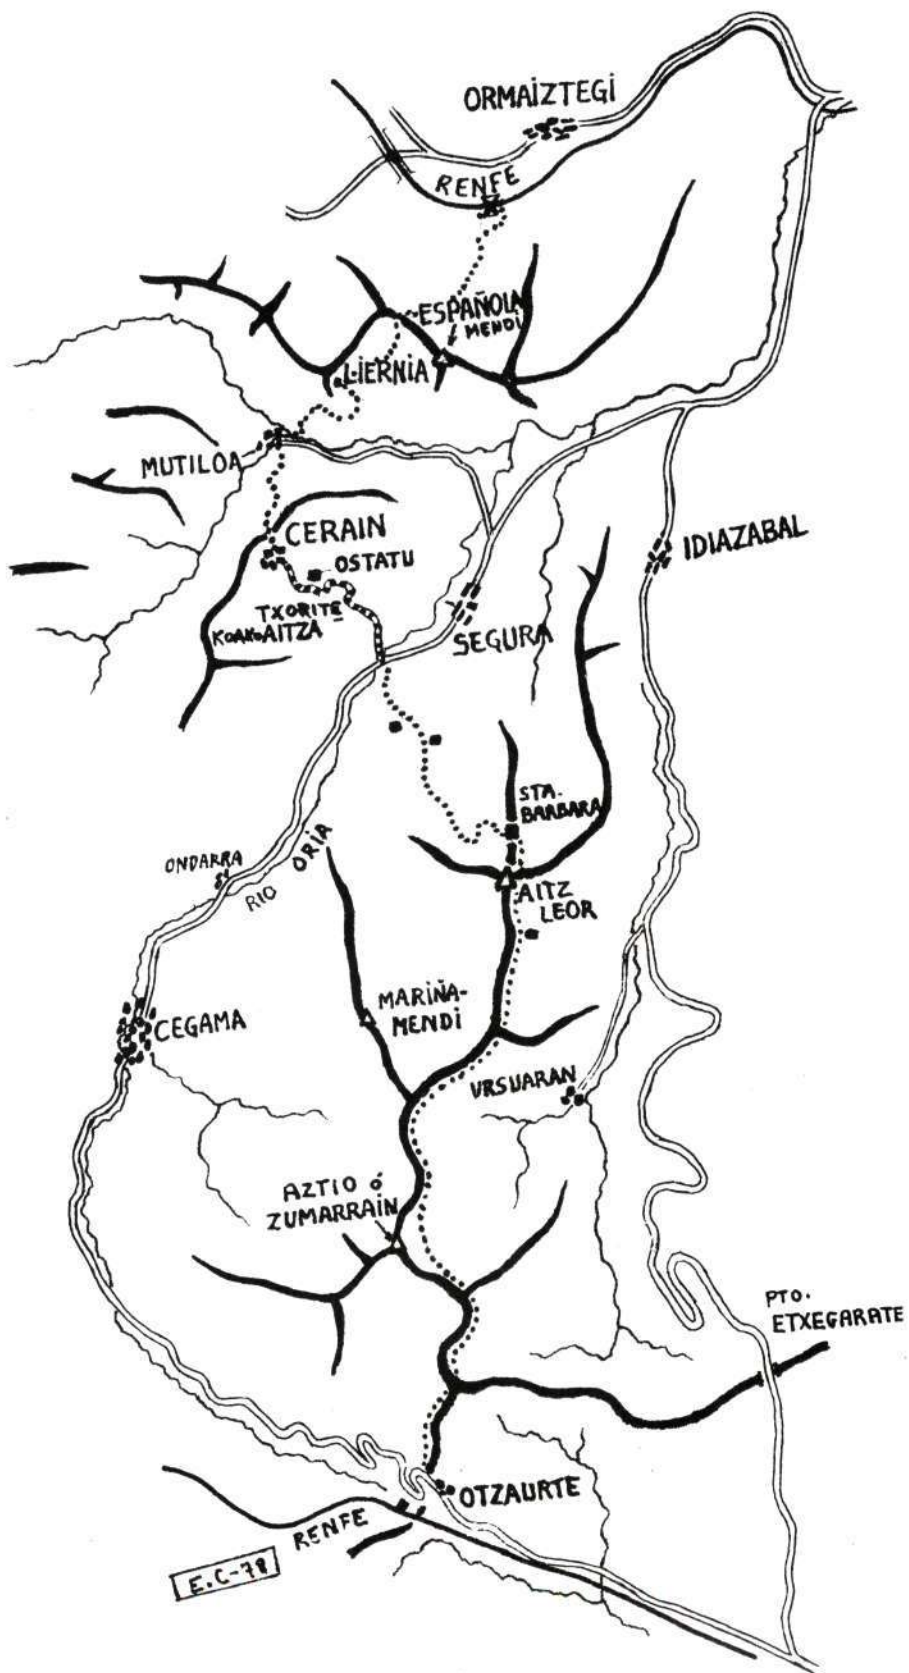 ORMAIZTEGI
RENFE
ESPAÑOLA
MENDI
LIERNIA
MUTILOA
CERAIN
OSTATU
TXORITE
KOAKO AITZA
IDIAZABAL
SEGURA
STA.
BARBARA
ONDARRA
RIO ORIA
AITZ
LEOR
MARIÑA-
MENDI
CEGAMA
URSUARAN
AZTIO ó
ZUMARRAIN
PTO.
ETXEGARATE
OTZAURTE
RENFE
E.C-78